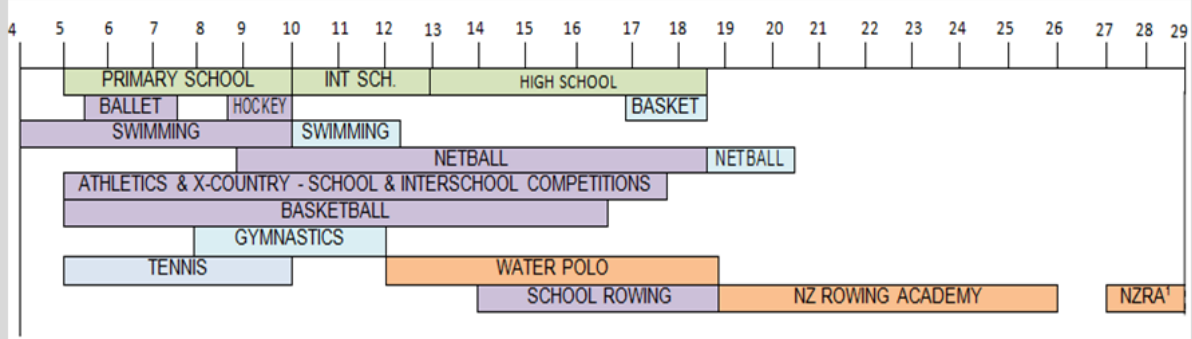 4 5 6 7 8 9 10 11 12 13 14 15 16 17 18 19 20 21 22 23 24 25 26 27 28 29
PRIMARY SCHOOL INT SCH. HIGH SCHOOL
BALLET HOCKEY BASKET
SWIMMING SWIMMING
NETBALL NETBALL
ATHLETICS & X-COUNTRY - SCHOOL & INTERSCHOOL COMPETITIONS
BASKETBALL
GYMNASTICS
TENNIS WATER POLO
SCHOOL ROWING NZ ROWING ACADEMY NZRA¹